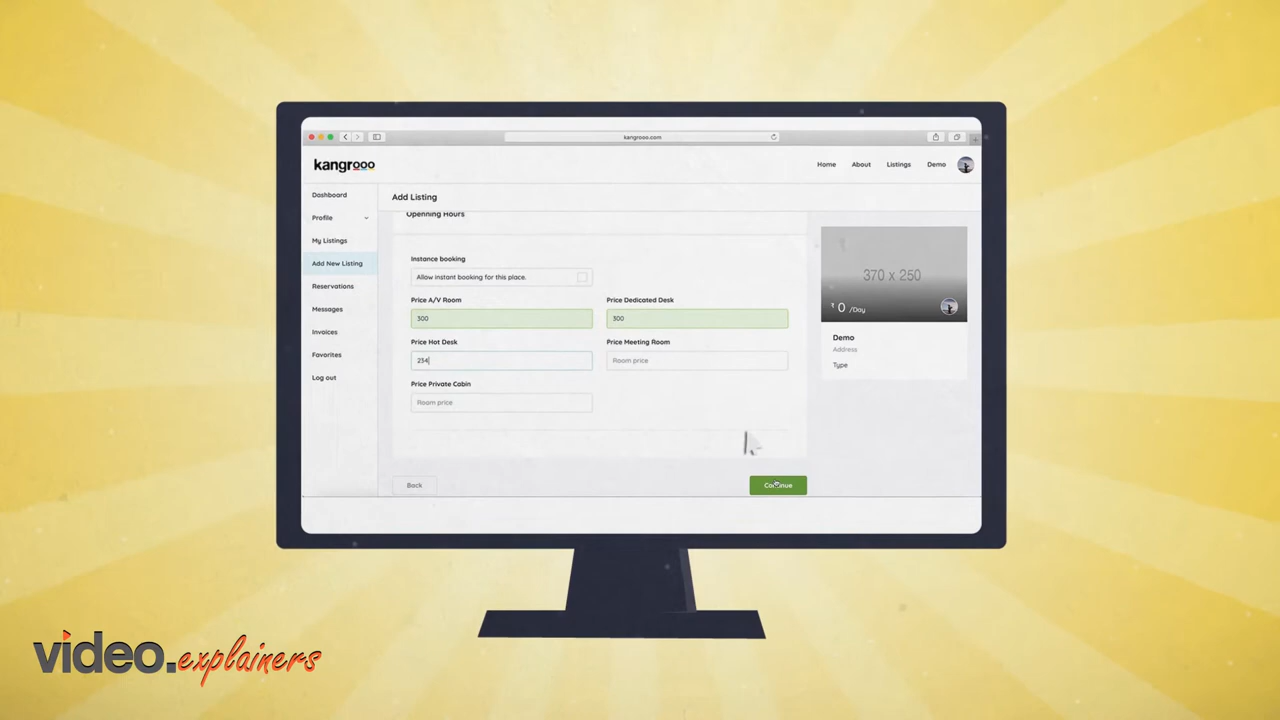 kangrooo.com
kangrooo
Home About Listings Demo
Dashboard
Profile
My Listings
Add New Listing
Reservations
Messages
Invoices
Favorites
Log out
Add Listing
Openning Hours
Instance booking
Allow instant booking for this place.
Price A/V Room Price Dedicated Desk
300 300
Price Hot Desk Price Meeting Room
234 Room price
Price Private Cabin
Room price
Back Continue
370 x 250
₹ 0 /Day
Demo
Address
Type
video.explainers